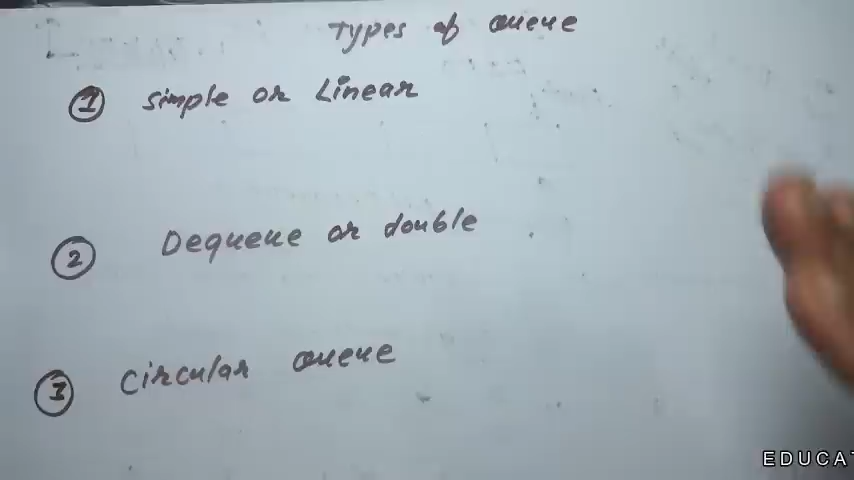 Types of Queue
1 Simple or Linear
2 Dequeue or double
3 Circular Queue
EDUCAT